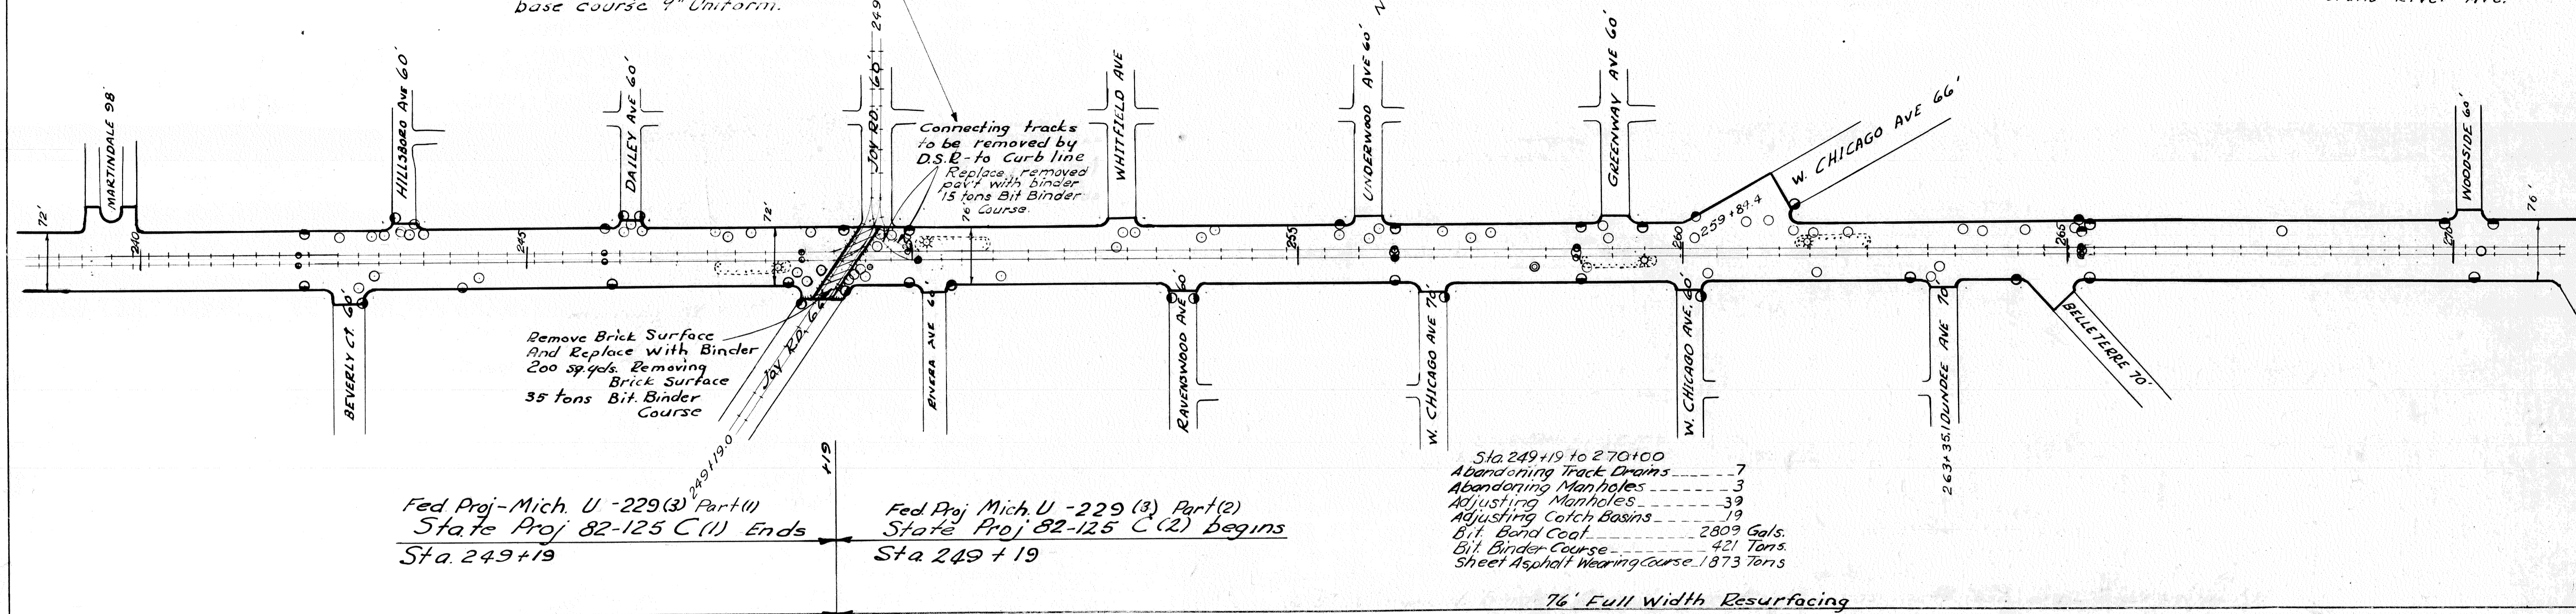 base course 9" Uniform.
Grand River Ave.
249
N
MARTINDALE 98'
HILLSBORO AVE 60'
DAILEY AVE 60'
JOY RD. 60'
WHITFIELD AVE
UNDERWOOD AVE 60'
GREENWAY AVE 60'
W. CHICAGO AVE 66'
WOODSIDE 60'
Connecting tracks
to be removed by
D.S.R-to Curb line
Replace removed
pav't with binder
15 tons Bit Binder
Course.
72'
240
245
72'
250
76'
255
260
259+89.4
265
270
76'
BEVERLY CT. 60'
Remove Brick Surface
And Replace With Binder
200 sq.yds. Removing
Brick Surface
35 tons Bit. Binder
Course
Joy RD. 66'
249+19.0
RIVERA AVE 60'
RAVENSWOOD AVE 60'
W. CHICAGO AVE 70'
W. CHICAGO AVE. 60'
DUNDEE AVE 70'
263+35.1
BELLETERRE 70'
+19
Fed. Proj-Mich. U-229(3) Part(1)
State Proj 82-125 C(1) Ends
Sta. 249+19
Fed. Proj Mich. U-229 (3) Part(2)
State Proj 82-125 C(2) begins
Sta. 249+19
Sta. 249+19 to 270+00
Abandoning Track Drains 7
Abandoning Manholes 3
Adjusting Manholes 39
Adjusting Catch Basins 19
Bit. Bond Coat 2809 Gals.
Bit. Binder Course 421 Tons.
Sheet Asphalt Wearing Course 1873 Tons
76' Full Width Resurfacing